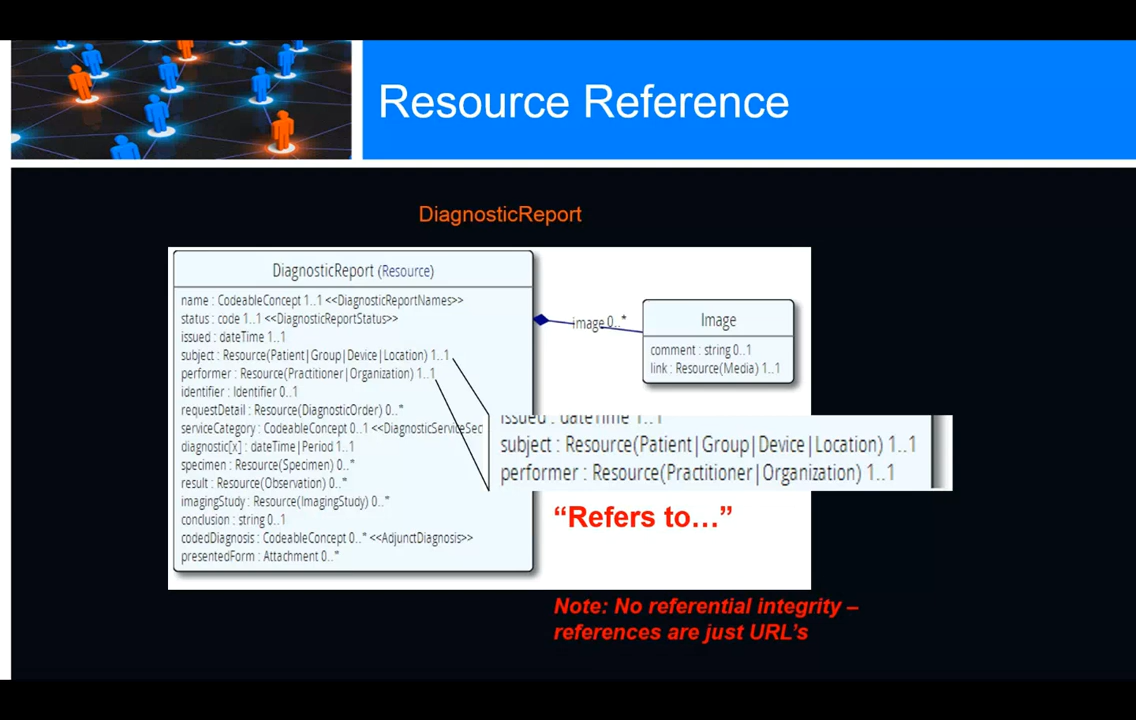 Resource Reference
DiagnosticReport
DiagnosticReport (Resource)
name : CodeableConcept 1..1 <<DiagnosticReportNames>>
status : code 1..1 <<DiagnosticReportStatus>>
issued : dateTime 1..1
subject : Resource(Patient|Group|Device|Location) 1..1
performer : Resource(Practitioner|Organization) 1..1
identifier : Identifier 0..1
requestDetail : Resource(DiagnosticOrder) 0..*
serviceCategory : CodeableConcept 0..1 <<DiagnosticServiceSec
diagnostic[x] : dateTime|Period 1..1
specimen : Resource(Specimen) 0..*
result : Resource(Observation) 0..*
imagingStudy : Resource(ImagingStudy) 0..*
conclusion : string 0..1
codedDiagnosis : CodeableConcept 0..* <<AdjunctDiagnosis>>
presentedForm : Attachment 0..*
image 0..*
Image
comment : string 0..1
link : Resource(Media) 1..1
issued : dateTime 1..1
subject : Resource(Patient|Group|Device|Location) 1..1
performer : Resource(Practitioner|Organization) 1..1
“Refers to…”
Note: No referential integrity –
references are just URL’s